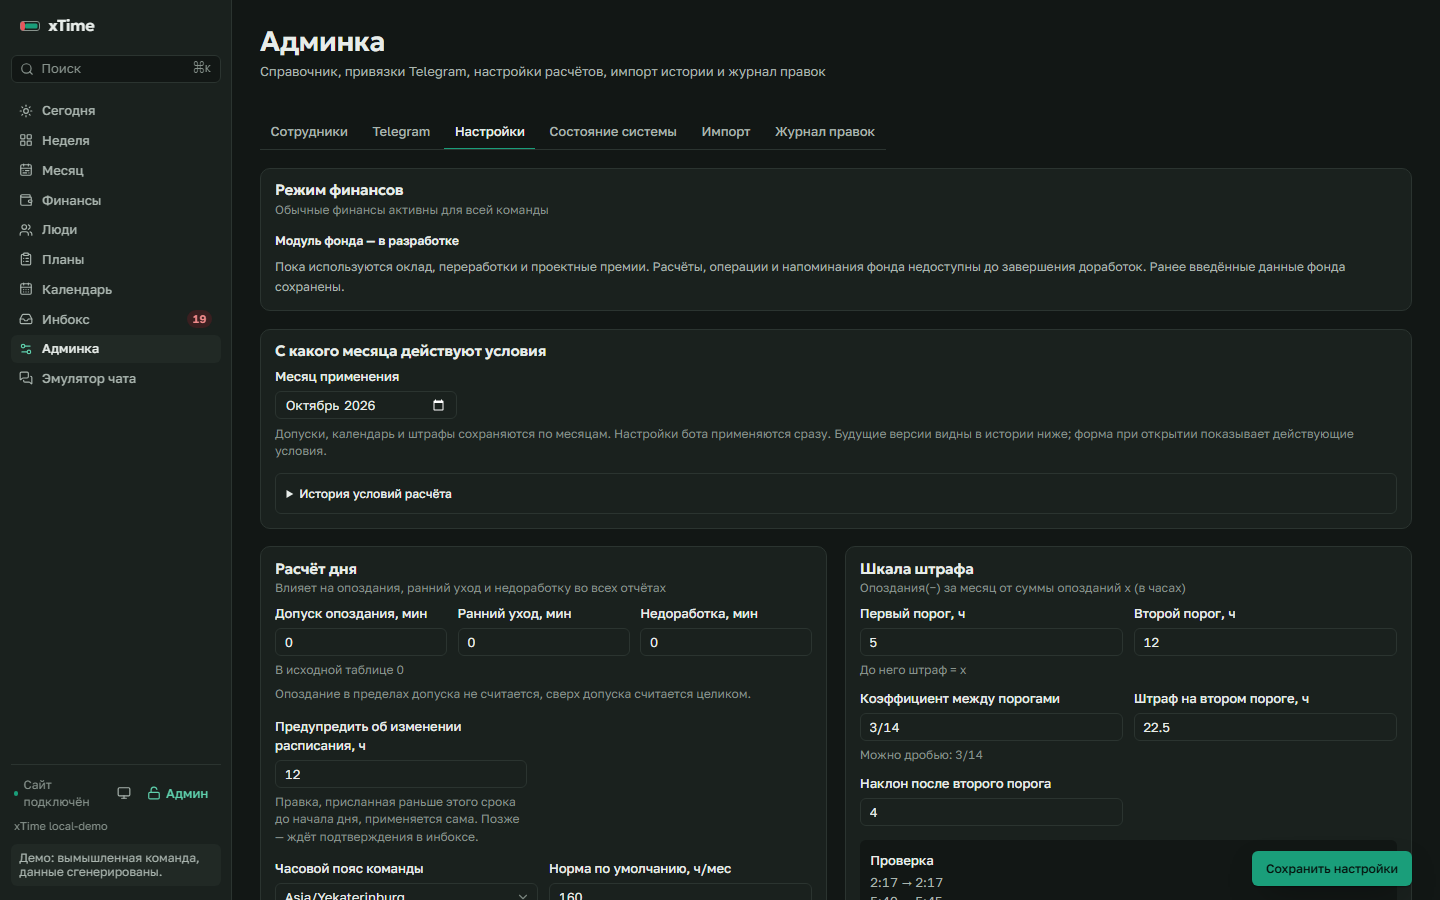 xTime
Поиск
⌘K
Сегодня
Неделя
Месяц
Финансы
Люди
Планы
Календарь
Инбокс
19
Админка
Эмулятор чата
Сайт
подключён
Админ
xTime local-demo
Демо: вымышленная команда,
данные сгенерированы.
Админка
Справочник, привязки Telegram, настройки расчётов, импорт истории и журнал правок
Сотрудники
Telegram
Настройки
Состояние системы
Импорт
Журнал правок
Режим финансов
Обычные финансы активны для всей команды
Модуль фонда — в разработке
Пока используются оклад, переработки и проектные премии. Расчёты, операции и напоминания фонда недоступны до завершения доработок. Ранее введённые данные фонда
сохранены.
С какого месяца действуют условия
Месяц применения
Октябрь 2026
Допуски, календарь и штрафы сохраняются по месяцам. Настройки бота применяются сразу. Будущие версии видны в истории ниже; форма при открытии показывает действующие
условия.
История условий расчёта
Расчёт дня
Влияет на опоздания, ранний уход и недоработку во всех отчётах
Допуск опоздания, мин
Ранний уход, мин
Недоработка, мин
0
0
0
В исходной таблице 0
Опоздание в пределах допуска не считается, сверх допуска считается целиком.
Предупредить об изменении
расписания, ч
12
Правка, присланная раньше этого срока
до начала дня, применяется сама. Позже
— ждёт подтверждения в инбоксе.
Часовой пояс команды
Норма по умолчанию, ч/мес
Asia/Yekaterinburg
160
Шкала штрафа
Опоздания(−) за месяц от суммы опозданий x (в часах)
Первый порог, ч
Второй порог, ч
5
12
До него штраф = x
Коэффициент между порогами
Штраф на втором пороге, ч
3/14
22.5
Можно дробью: 3/14
Наклон после второго порога
4
Проверка
2:17 → 2:17
Сохранить настройки